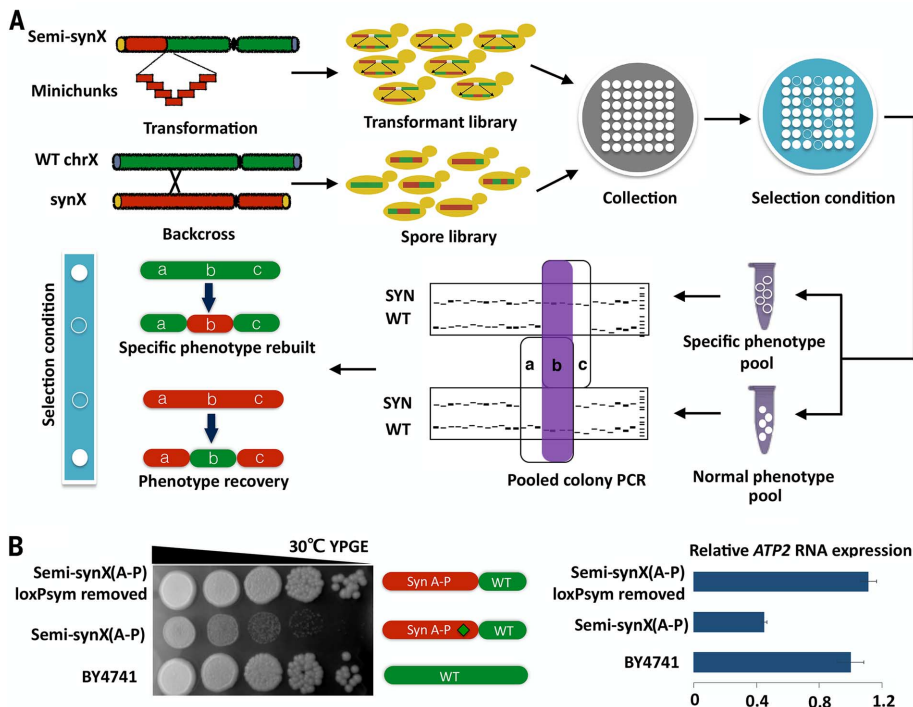 A
Semi-synX
Minichunks
Transformation
Transformant library
WT chrX
synX
Backcross
Spore library
Collection
Selection condition
Selection condition
a b c
a b c
Specific phenotype rebuilt
a b c
a b c
Phenotype recovery
SYN
WT
a b c
SYN
WT
Pooled colony PCR
Specific phenotype
pool
Normal phenotype
pool
B
30℃ YPGE
Semi-synX(A-P)
loxPsym removed
Semi-synX(A-P)
BY4741
Syn A-P WT
Syn A-P WT
WT
Relative ATP2 RNA expression
Semi-synX(A-P)
loxPsym removed
Semi-synX(A-P)
BY4741
0 0.4 0.8 1.2